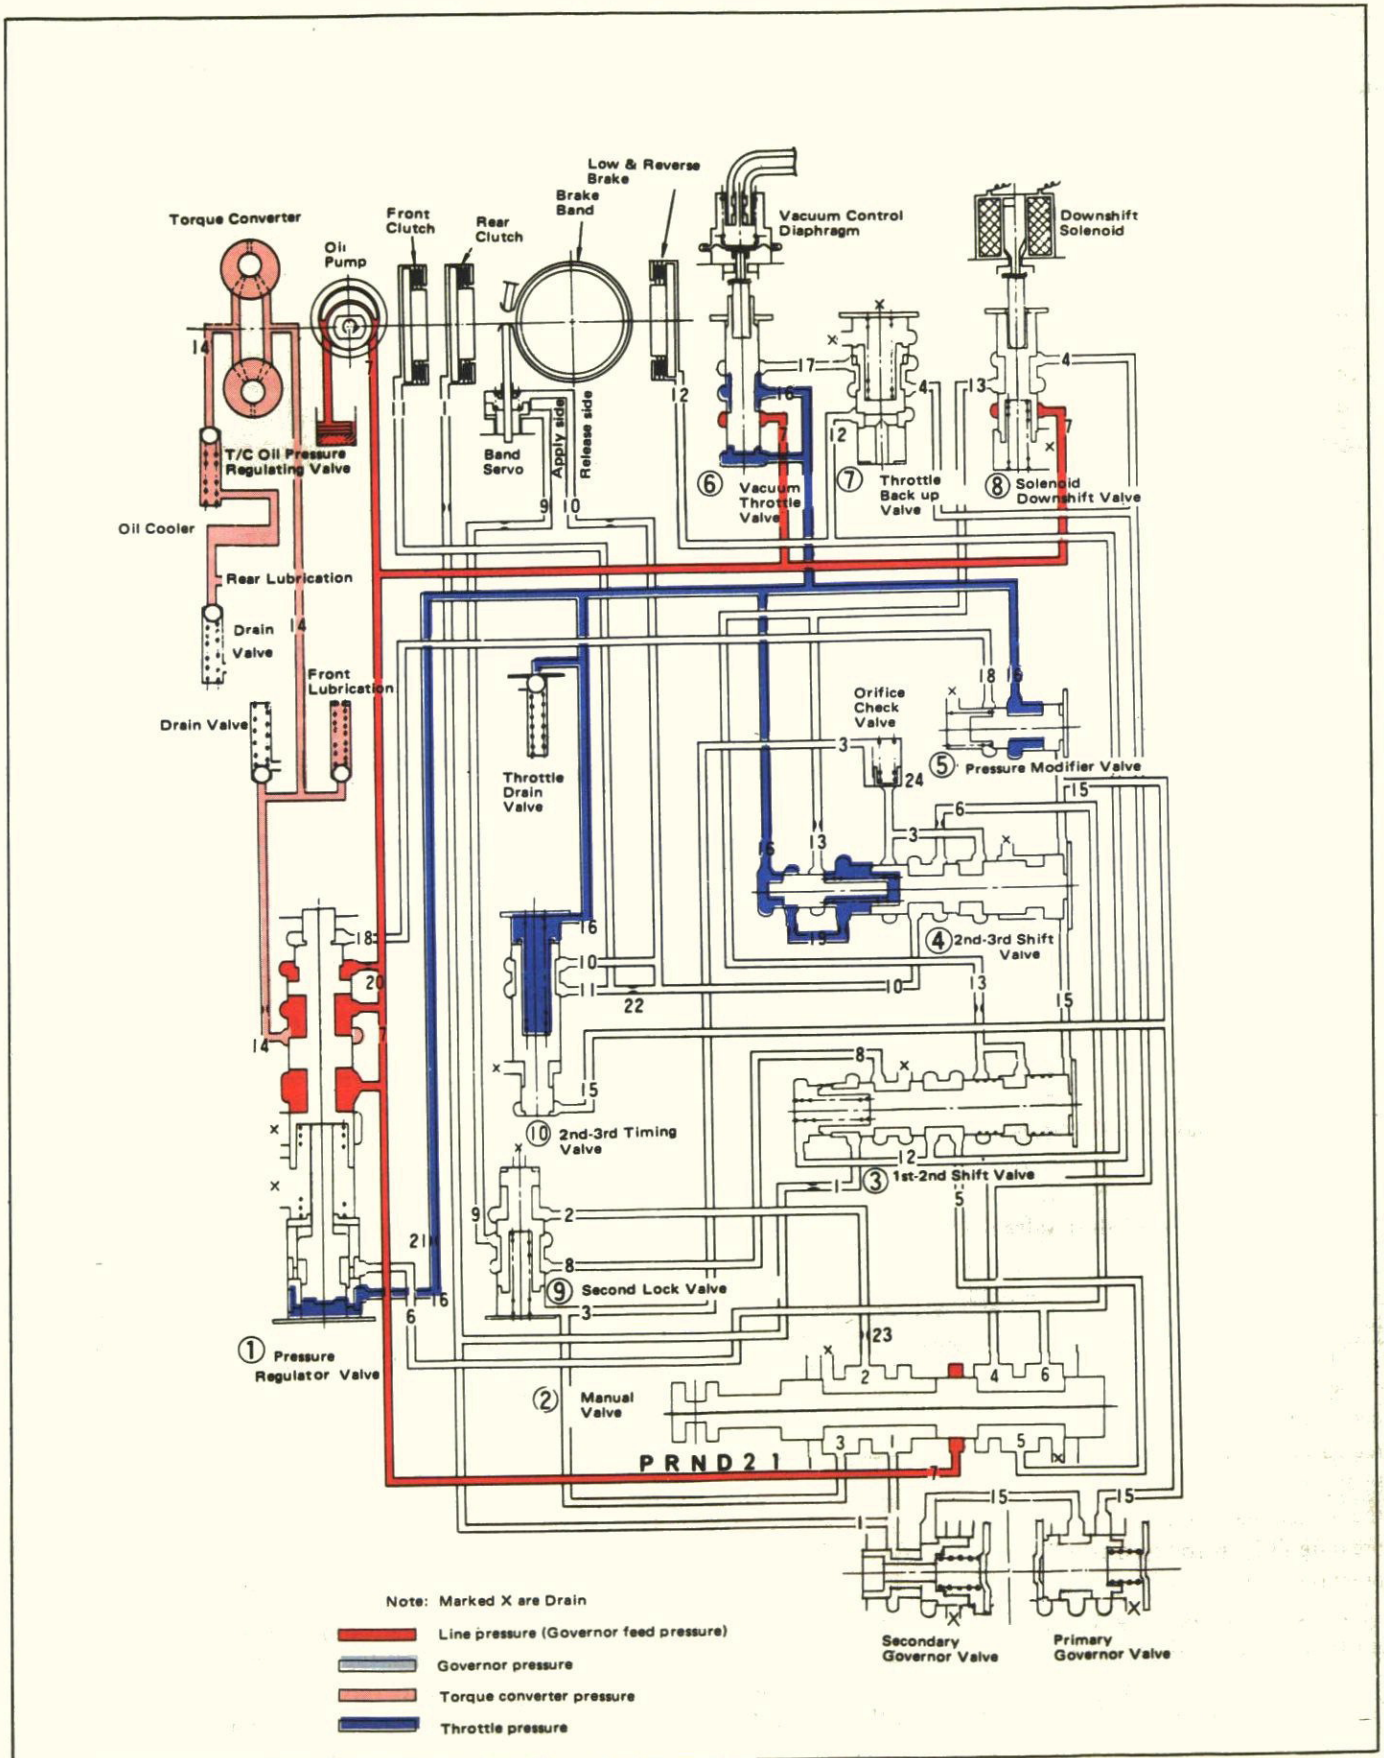 Low & Reverse
Brake
Brake
Band
Torque Converter
Front
Clutch
Rear
Clutch
Oil
Pump
Vacuum Control
Diaphragm
Downshift
Solenoid
14
7
11
1
12
17
16
7
4
12
13
4
7
Apply side
Release side
Band
Servo
T/C Oil Pressure
Regulating Valve
6
Vacuum
Throttle
Valve
7
Throttle
Back up
Valve
8
Solenoid
Downshift Valve
9
10
Oil Cooler
Rear Lubrication
14
Drain
Valve
Front
Lubrication
Drain Valve
18
16
Orifice
Check
Valve
3
24
5
Pressure Modifier Valve
15
Throttle
Drain
Valve
6
3
13
16
19
4
2nd-3rd Shift
Valve
16
18
20
10
11
22
10
13
15
14
7
8
15
10
2nd-3rd Timing
Valve
12
3
1st-2nd Shift Valve
1
5
9
2
21
8
9
Second Lock Valve
3
16
6
23
1
Pressure
Regulator Valve
2
Manual
Valve
2
4
6
3
1
5
P R N D 2 1
7
15
15
1
Note: Marked X are Drain
Line pressure (Governor feed pressure)
Governor pressure
Torque converter pressure
Throttle pressure
Secondary
Governor Valve
Primary
Governor Valve
X
X
X
X
X
X
X
X
X
X
X
X
X
X